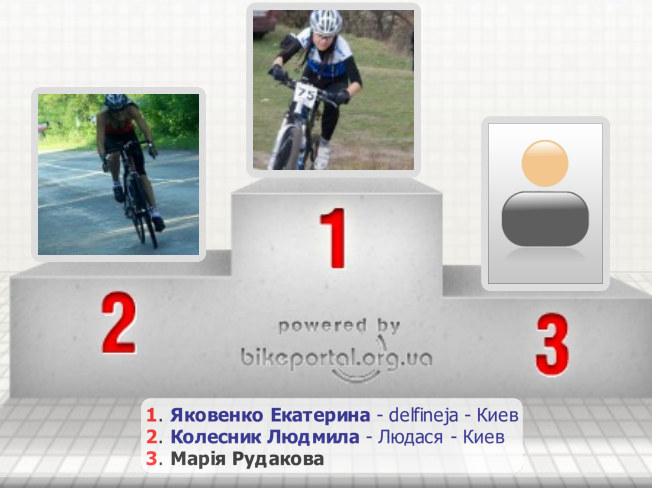 75
1
2
3
powered by
bikeportal.org.ua
1. Яковенко Екатерина - delfineja - Киев
2. Колесник Людмила - Людася - Киев
3. Марія Рудакова